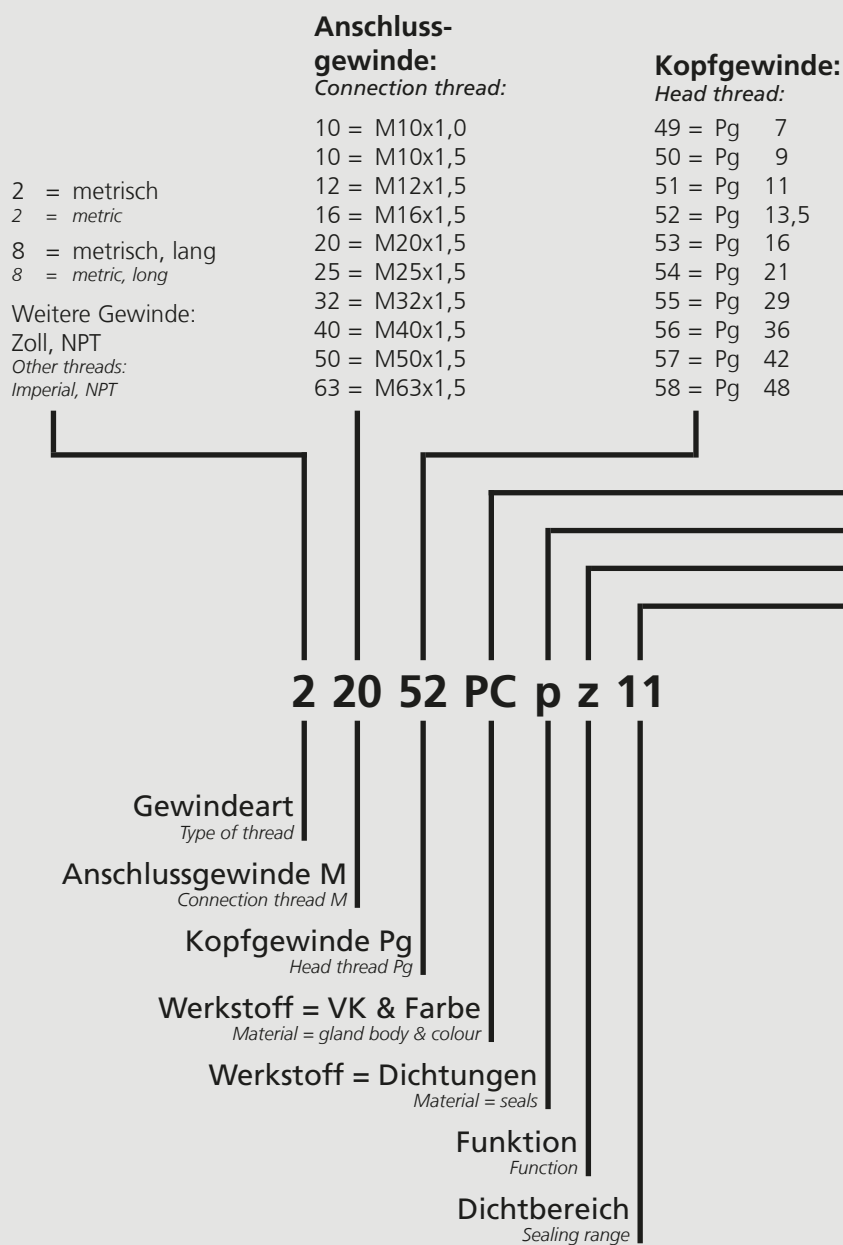 Anschluss-
gewinde:
Connection thread:
10 = M10x1,0
10 = M10x1,5
12 = M12x1,5
16 = M16x1,5
20 = M20x1,5
25 = M25x1,5
32 = M32x1,5
40 = M40x1,5
50 = M50x1,5
63 = M63x1,5
Kopfgewinde:
Head thread:
49 = Pg 7
50 = Pg 9
51 = Pg 11
52 = Pg 13,5
53 = Pg 16
54 = Pg 21
55 = Pg 29
56 = Pg 36
57 = Pg 42
58 = Pg 48
2 = metrisch
2 = metric
8 = metrisch, lang
8 = metric, long
Weitere Gewinde:
Zoll, NPT
Other threads:
Imperial, NPT
2 20 52 PC p z 11
Gewindeart
Type of thread
Anschlussgewinde M
Connection thread M
Kopfgewinde Pg
Head thread Pg
Werkstoff = VK & Farbe
Material = gland body & colour
Werkstoff = Dichtungen
Material = seals
Funktion
Function
Dichtbereich
Sealing range